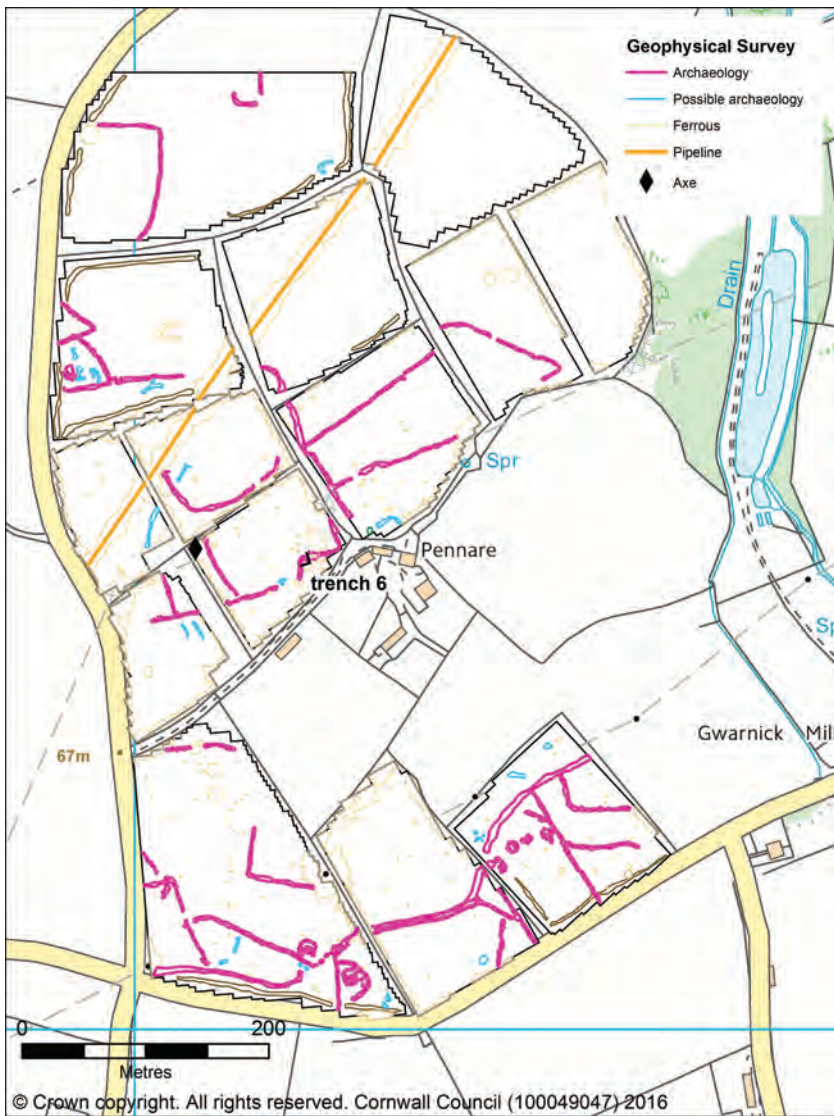 Geophysical Survey
Archaeology
Possible archaeology
Ferrous
Pipeline
Axe
Drain
Spr
Pennare
trench 6
Sp
Gwarnick Mill
67m
0 200
Metres
© Crown copyright. All rights reserved. Cornwall Council (100049047) 2016